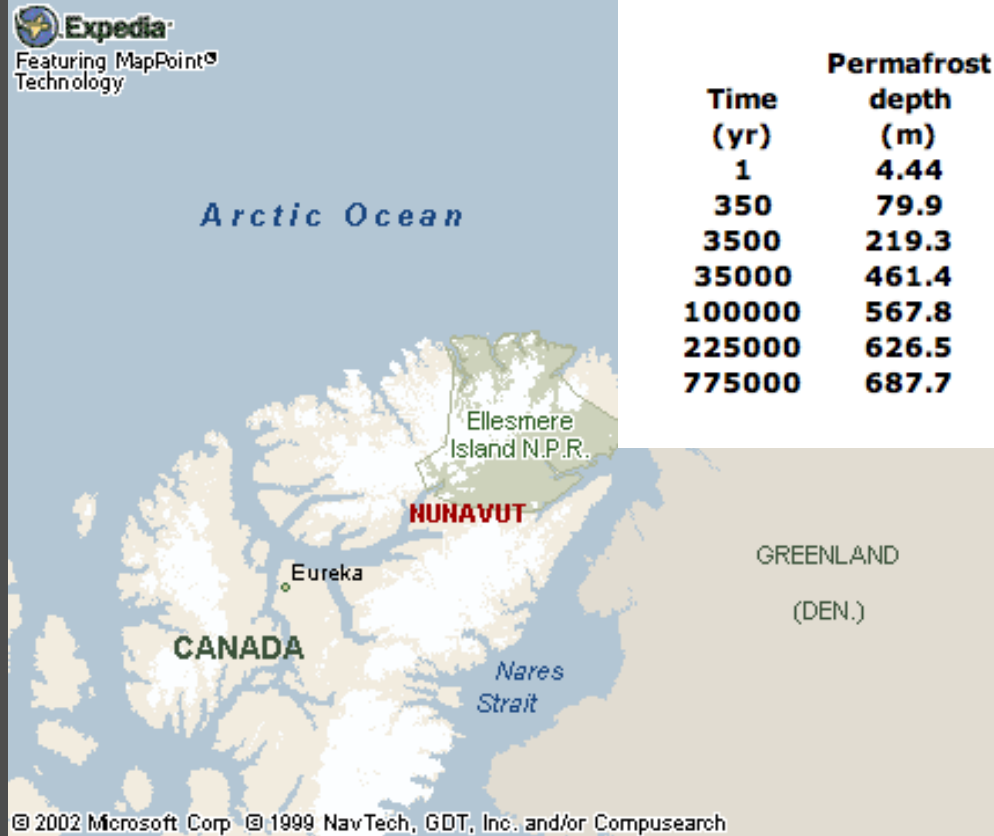 Expedia
Featuring MapPoint
Technology
Permafrost
Time depth
(yr) (m)
1 4.44
350 79.9
3500 219.3
35000 461.4
100000 567.8
225000 626.5
775000 687.7
Arctic Ocean
Ellesmere
Island N.P.R.
NUNAVUT
Eureka
GREENLAND
(DEN.)
CANADA
Nares
Strait
© 2002 Microsoft Corp © 1999 NavTech, GDT, Inc. and/or Compusearch